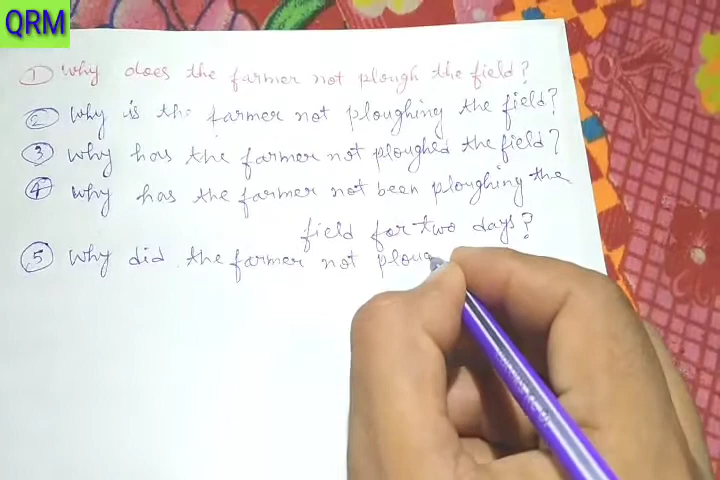 QRM
① Why does the farmer not plough the field?
② Why is the farmer not ploughing the field?
③ Why has the farmer not ploughed the field?
④ Why has the farmer not been ploughing the
field for two days?
⑤ Why did the farmer not ploug